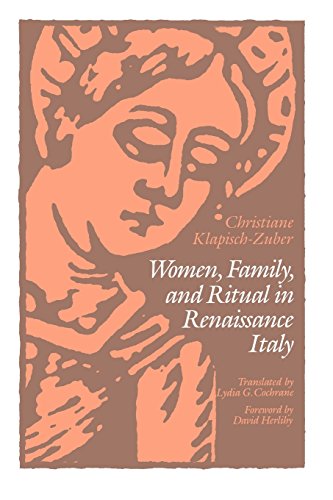 Christiane
Klapisch-Zuber
Women, Family,
and Ritual in
Renaissance
Italy
Translated by
Lydia G. Cochrane
Foreword by
David Herlihy